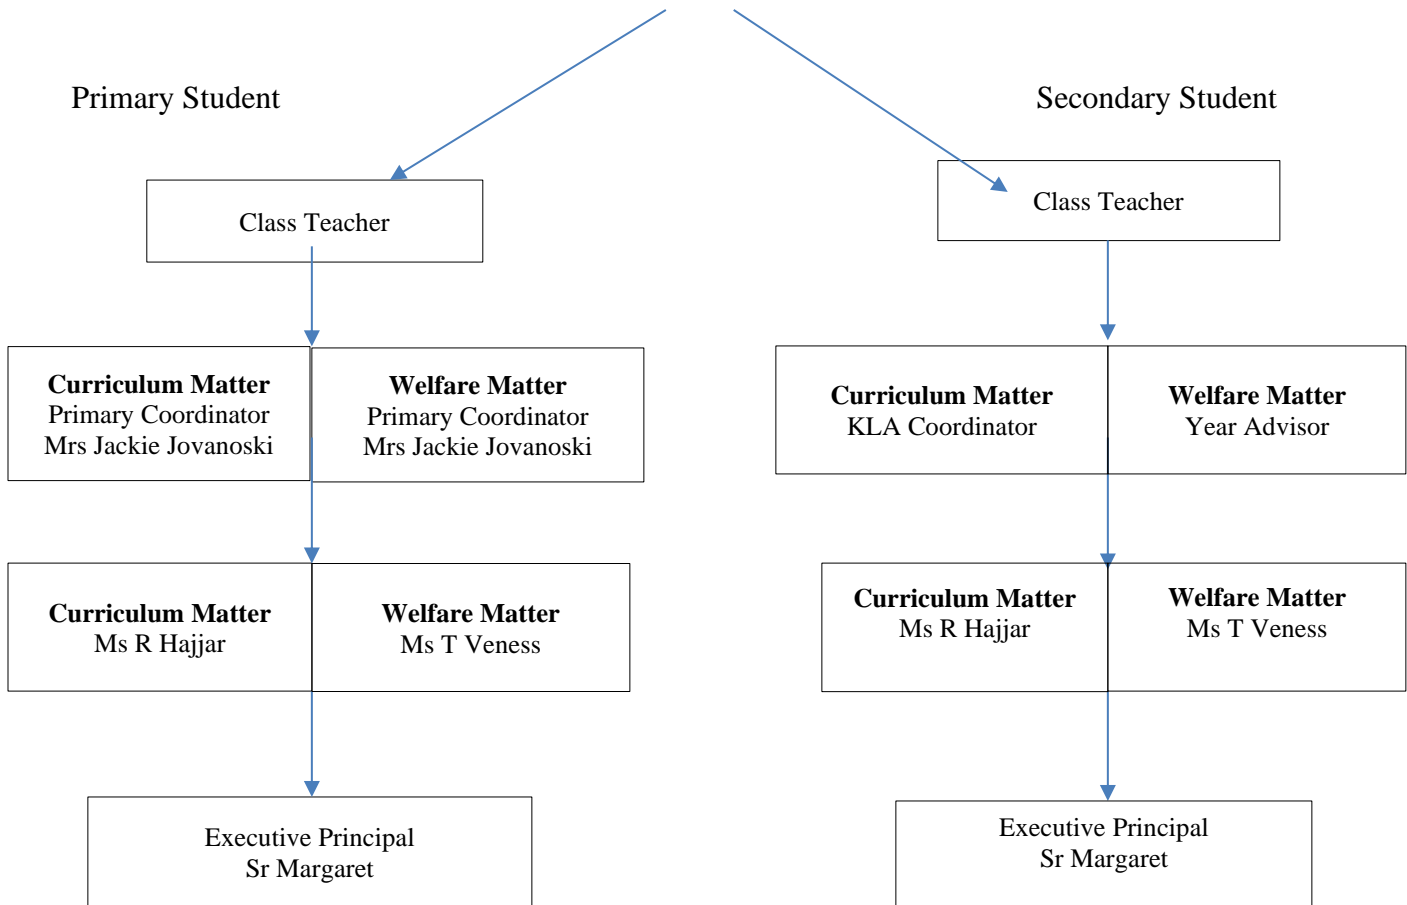 Primary Student
Secondary Student
Class Teacher
Class Teacher
Curriculum Matter
Primary Coordinator
Mrs Jackie Jovanoski
Welfare Matter
Primary Coordinator
Mrs Jackie Jovanoski
Curriculum Matter
KLA Coordinator
Welfare Matter
Year Advisor
Curriculum Matter
Ms R Hajjar
Welfare Matter
Ms T Veness
Curriculum Matter
Ms R Hajjar
Welfare Matter
Ms T Veness
Executive Principal
Sr Margaret
Executive Principal
Sr Margaret